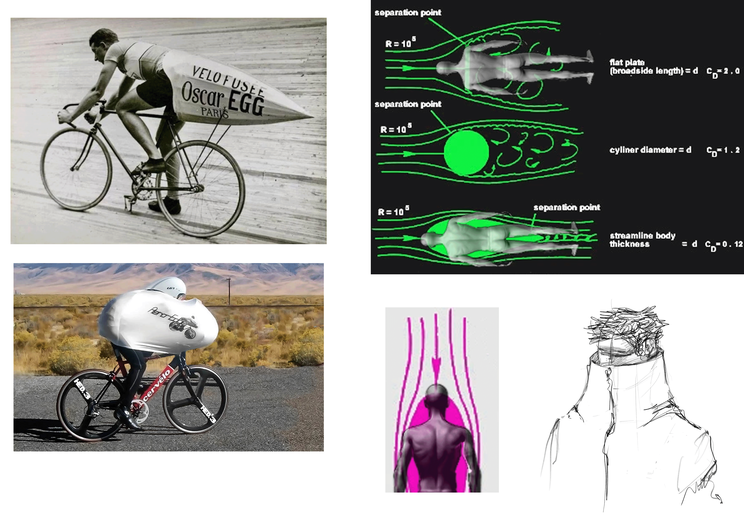 VELO FUSEE
Oscar EGG
PARIS
cervélo
separation point
R = 10⁵
flat plate
(broadside length) = d C_D = 2.0
separation point
R = 10⁵
cyliner diameter = d C_D = 1.2
R = 10⁵
separation point
streamline body
thickness = d C_D = 0.12